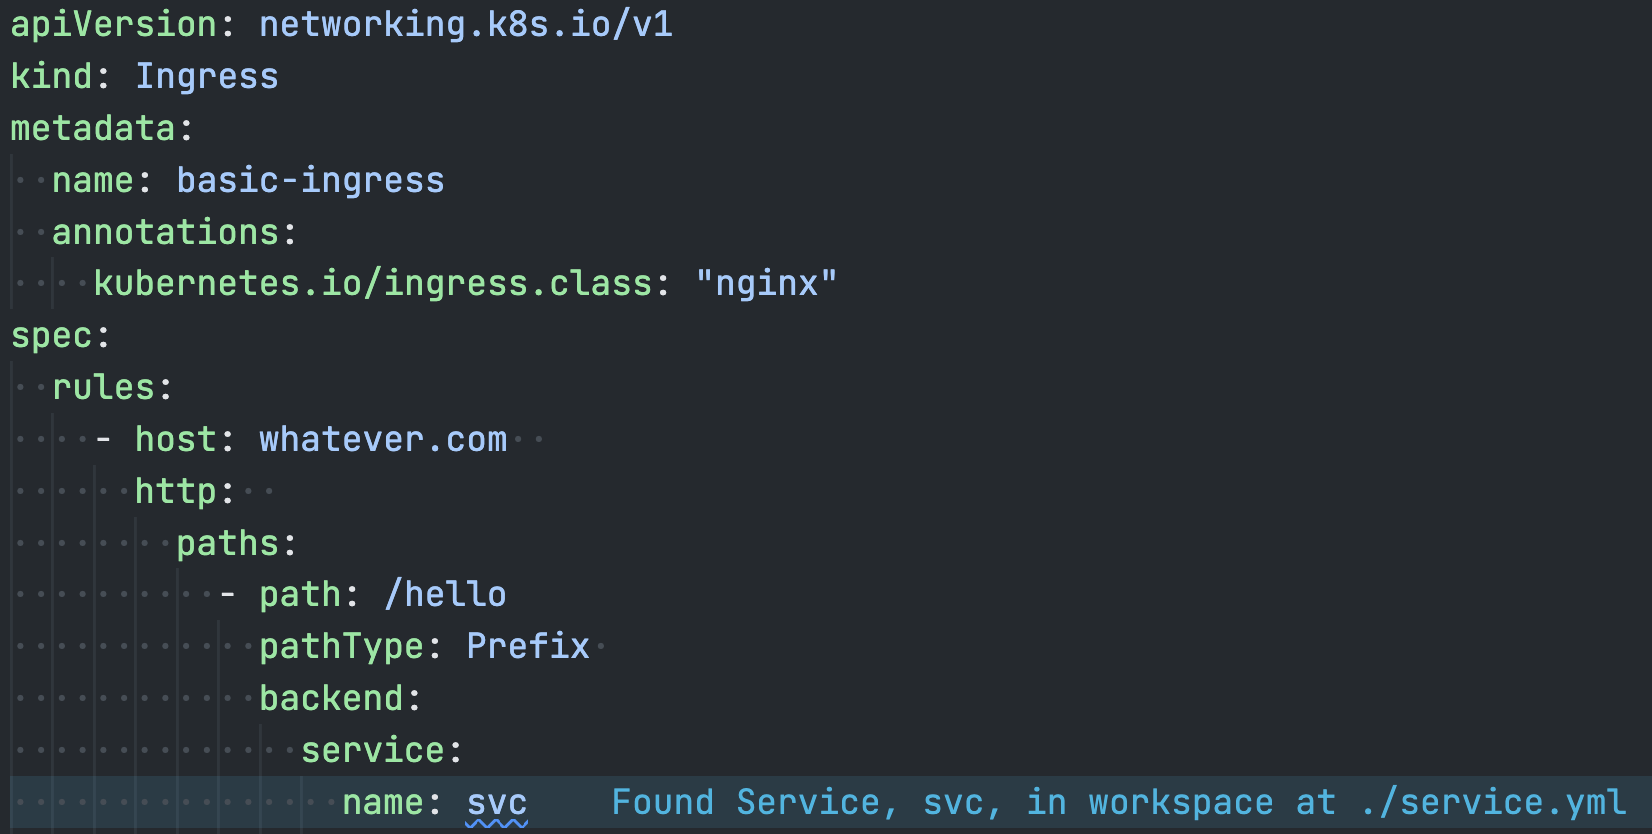 apiVersion: networking.k8s.io/v1
kind: Ingress
metadata:
  name: basic-ingress
  annotations:
    kubernetes.io/ingress.class: "nginx"
spec:
  rules:
    - host: whatever.com
      http:
        paths:
          - path: /hello
            pathType: Prefix
            backend:
              service:
                name: svc    Found Service, svc, in workspace at ./service.yml